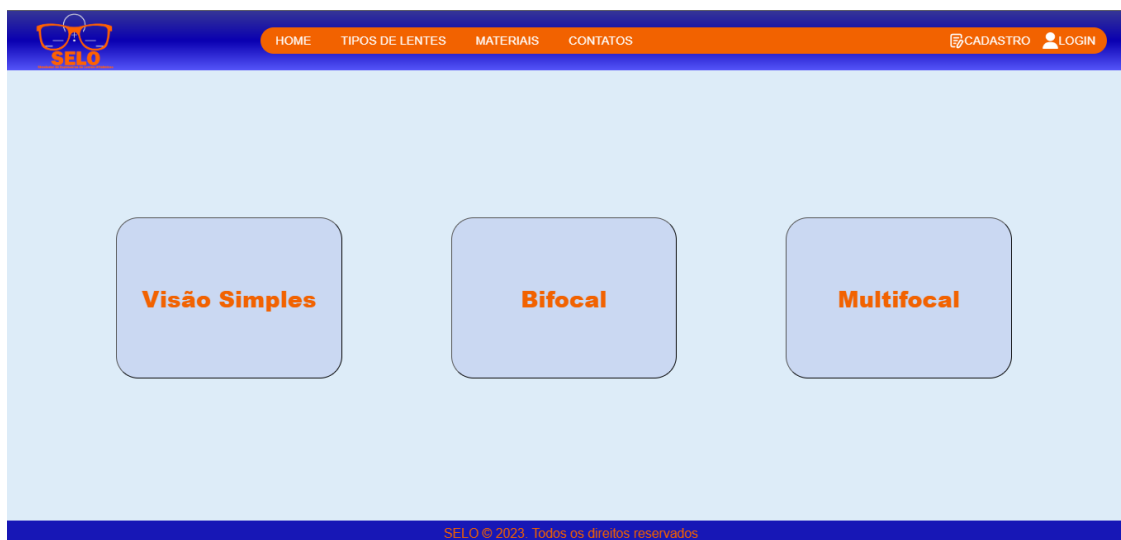 SELO
HOME TIPOS DE LENTES MATERIAIS CONTATOS CADASTRO LOGIN
Visão Simples Bifocal Multifocal
SELO © 2023. Todos os direitos reservados